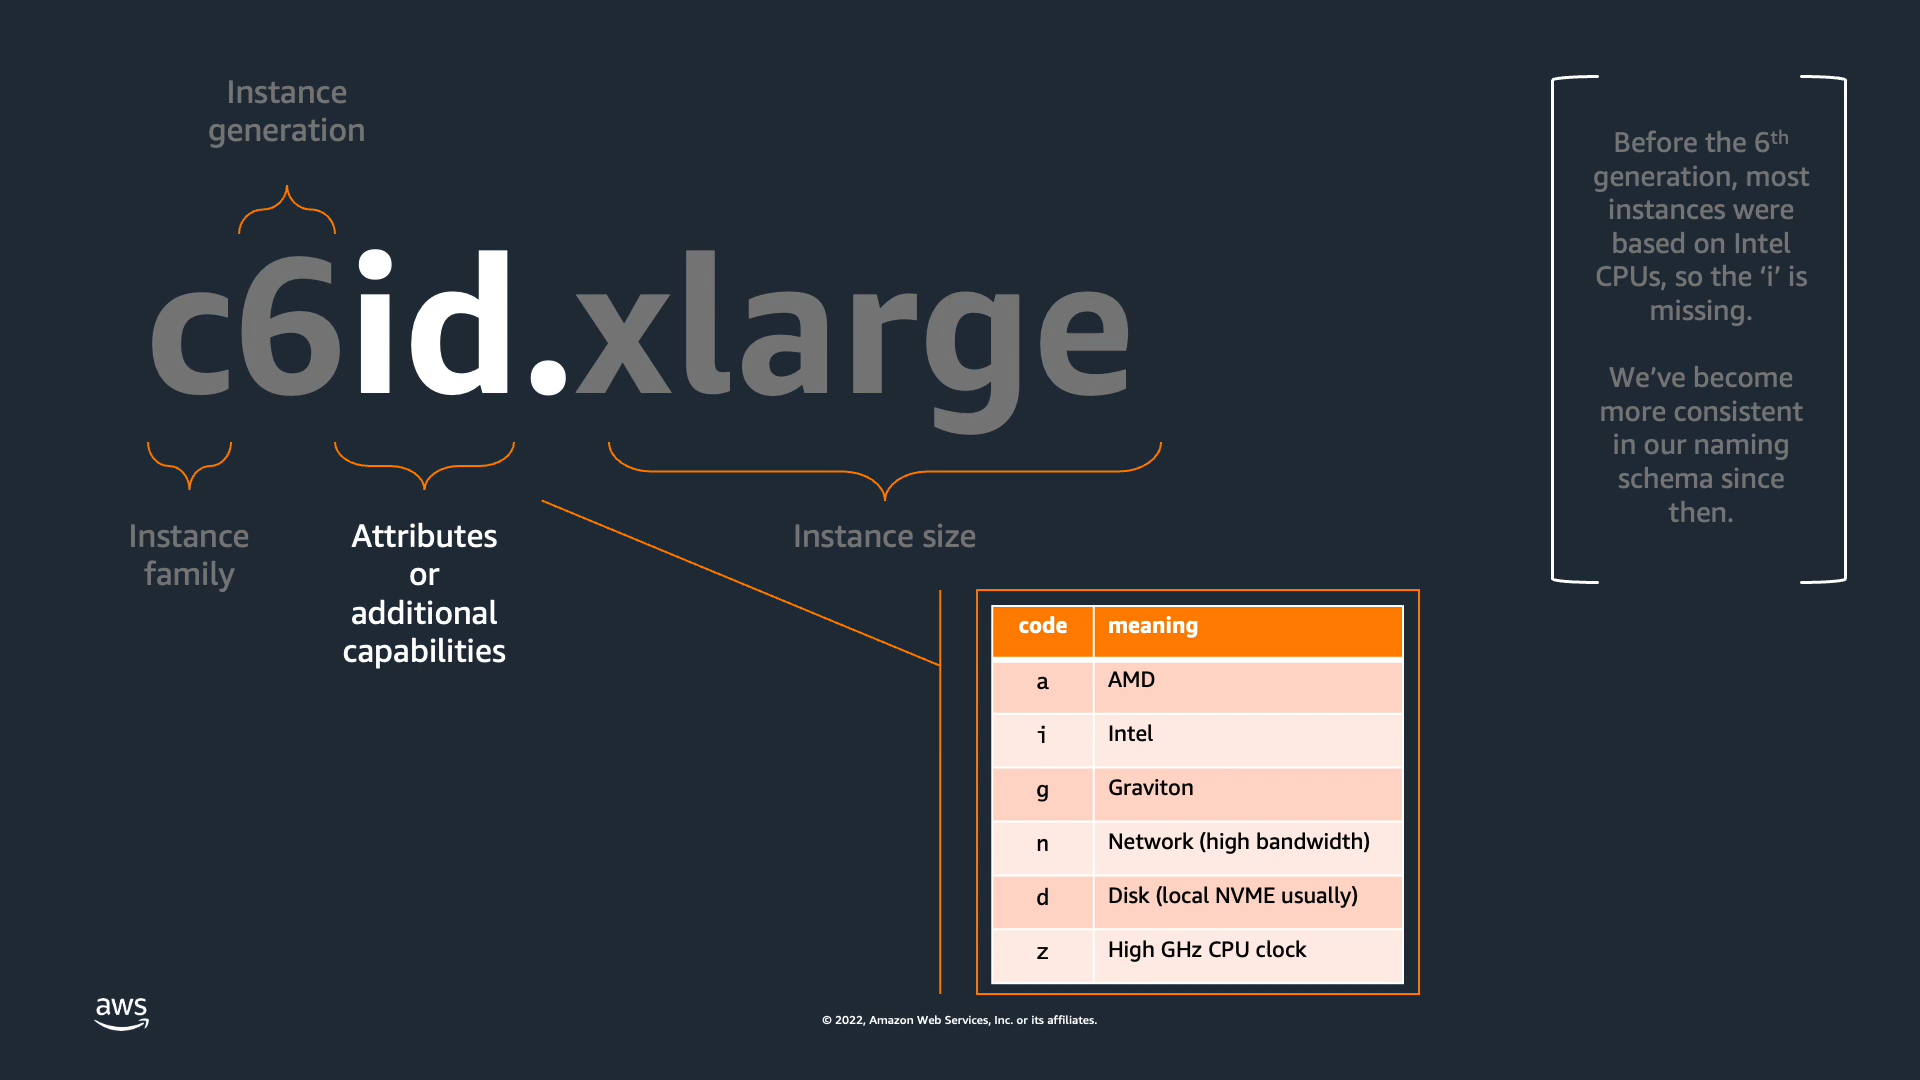 Instance
generation
c6id.xlarge
Instance
family
Attributes
or
additional
capabilities
Instance size
Before the 6th
generation, most
instances were
based on Intel
CPUs, so the ‘i’ is
missing.
We’ve become
more consistent
in our naming
schema since
then.
code meaning
a AMD
i Intel
g Graviton
n Network (high bandwidth)
d Disk (local NVME usually)
z High GHz CPU clock
aws
© 2022, Amazon Web Services, Inc. or its affiliates.